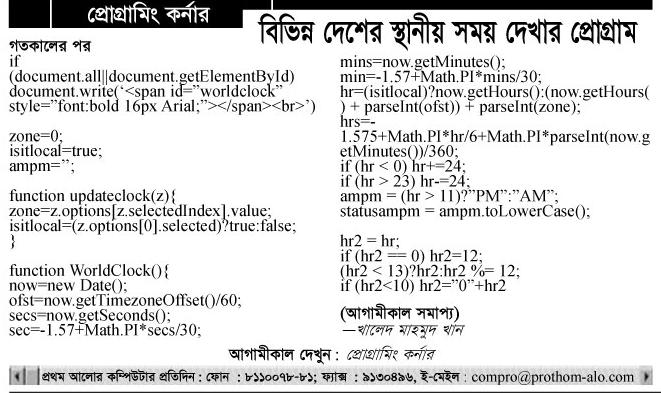 প্রোগ্রামিং কর্নার
বিভিন্ন দেশের স্থানীয় সময় দেখার প্রোগ্রাম
গতকালের পর
if
(document.all||document.getElementById)
document.write(‘<span id=”worldclock”
style=”font:bold 16px Arial;”></span><br>’)
zone=0;
isitlocal=true;
ampm=”;
function updateclock(z){
zone=z.options[z.selectedIndex].value;
isitlocal=(z.options[0].selected)?true:false;
}
function WorldClock(){
now=new Date();
ofst=now.getTimezoneOffset()/60;
secs=now.getSeconds();
sec=-1.57+Math.PI*secs/30;
mins=now.getMinutes();
min=-1.57+Math.PI*mins/30;
hr=(isitlocal)?now.getHours():(now.getHours(
) + parseInt(ofst)) + parseInt(zone);
hrs=-
1.575+Math.PI*hr/6+Math.PI*parseInt(now.g
etMinutes())/360;
if (hr < 0) hr+=24;
if (hr > 23) hr-=24;
ampm = (hr > 11)?”PM”:”AM”;
statusampm = ampm.toLowerCase();
hr2 = hr;
if (hr2 == 0) hr2=12;
(hr2 < 13)?hr2:hr2 %= 12;
if (hr2<10) hr2=”0”+hr2
(আগামীকাল সমাপ্য)
—খালেদ মাহমুদ খান
আগামীকাল দেখুন : প্রোগ্রামিং কর্নার
প্রথম আলোর কম্পিউটার প্রতিদিন : ফোন : ৮১১০০৭৮-৮১; ফ্যাক্স : ৯১৩০৪৯৬, ই-মেইল : compro@prothom-alo.com